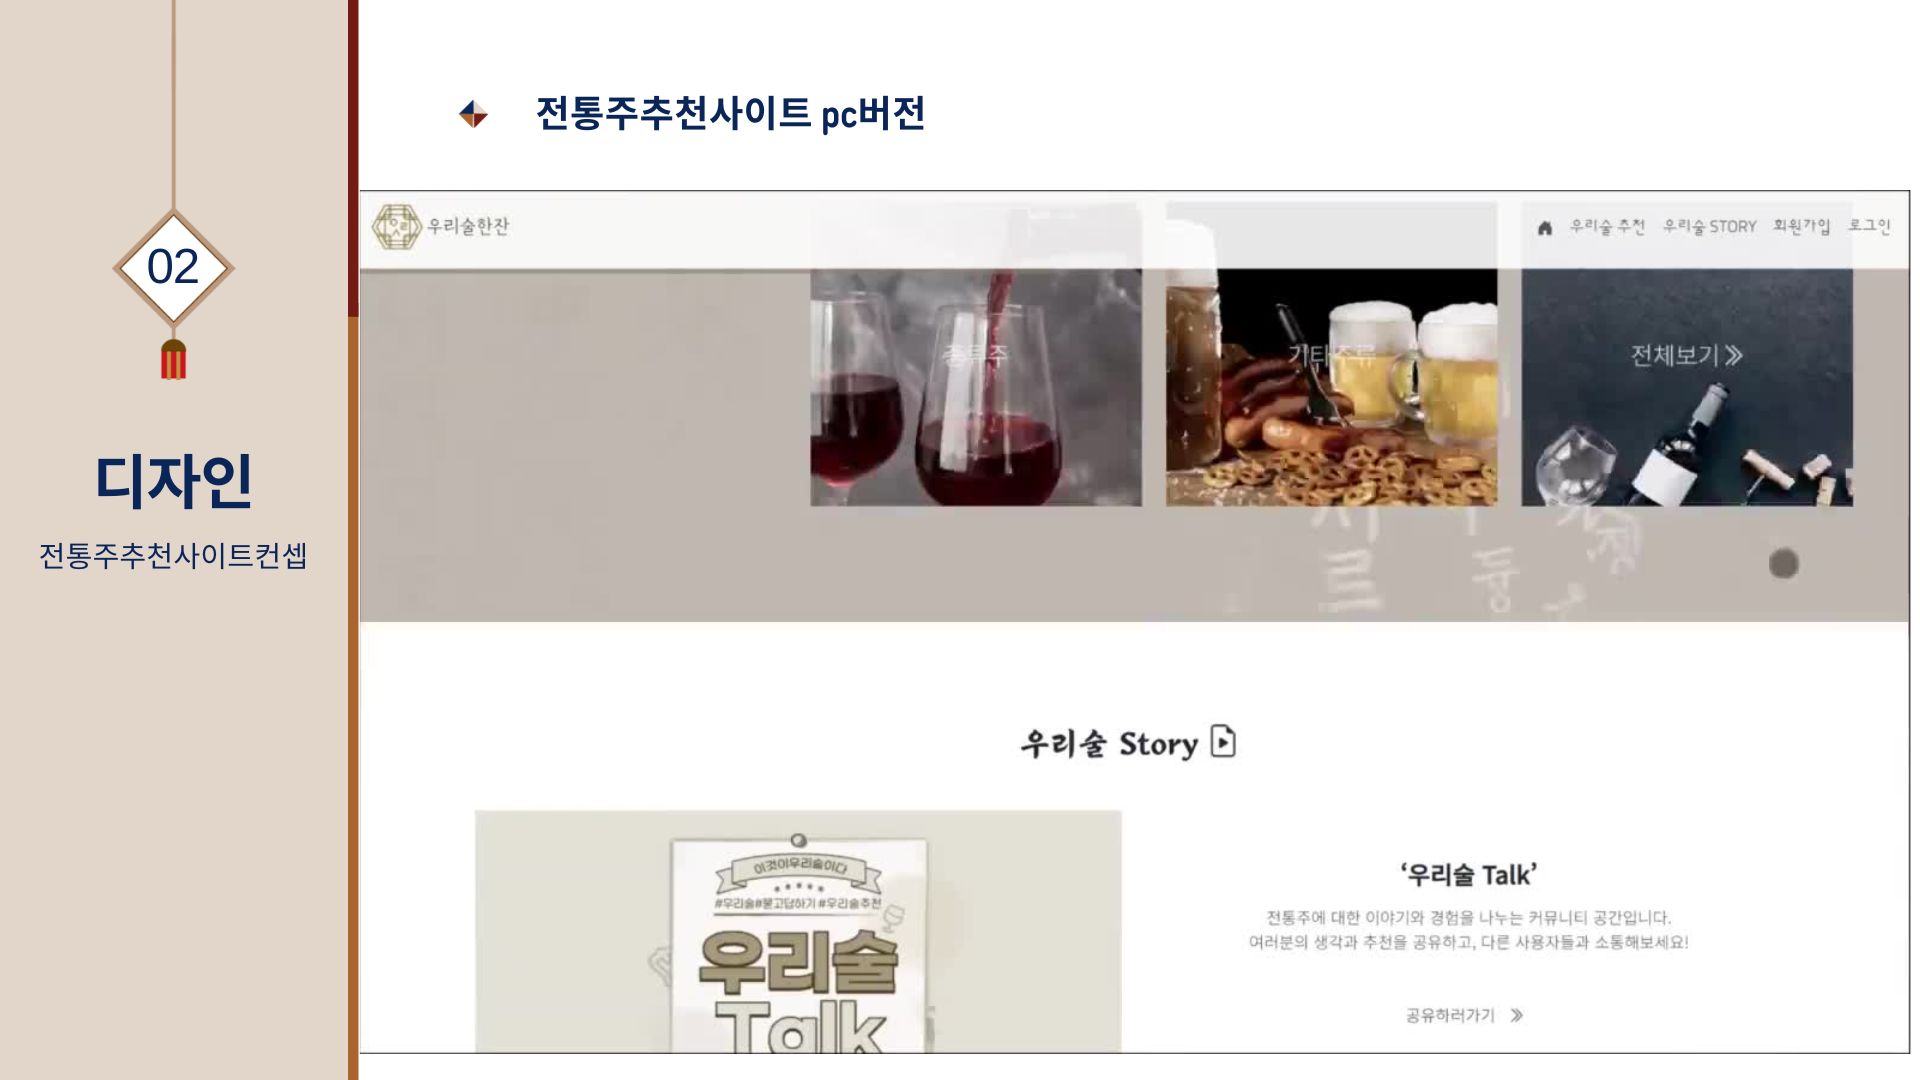 02
디자인
전통주추천사이트컨셉
전통주추천사이트 pc버전
우리술한잔
우리술 추천 우리술 STORY 회원가입 로그인
기타주류
전체보기
르
듕
우리술 Story
이것이우리술이다
#우리술#묻고답하기 #우리술추천
우리술
Talk
‘우리술 Talk’
전통주에 대한 이야기와 경험을 나누는 커뮤니티 공간입니다.
여러분의 생각과 추천을 공유하고, 다른 사용자들과 소통해보세요!
공유하러가기